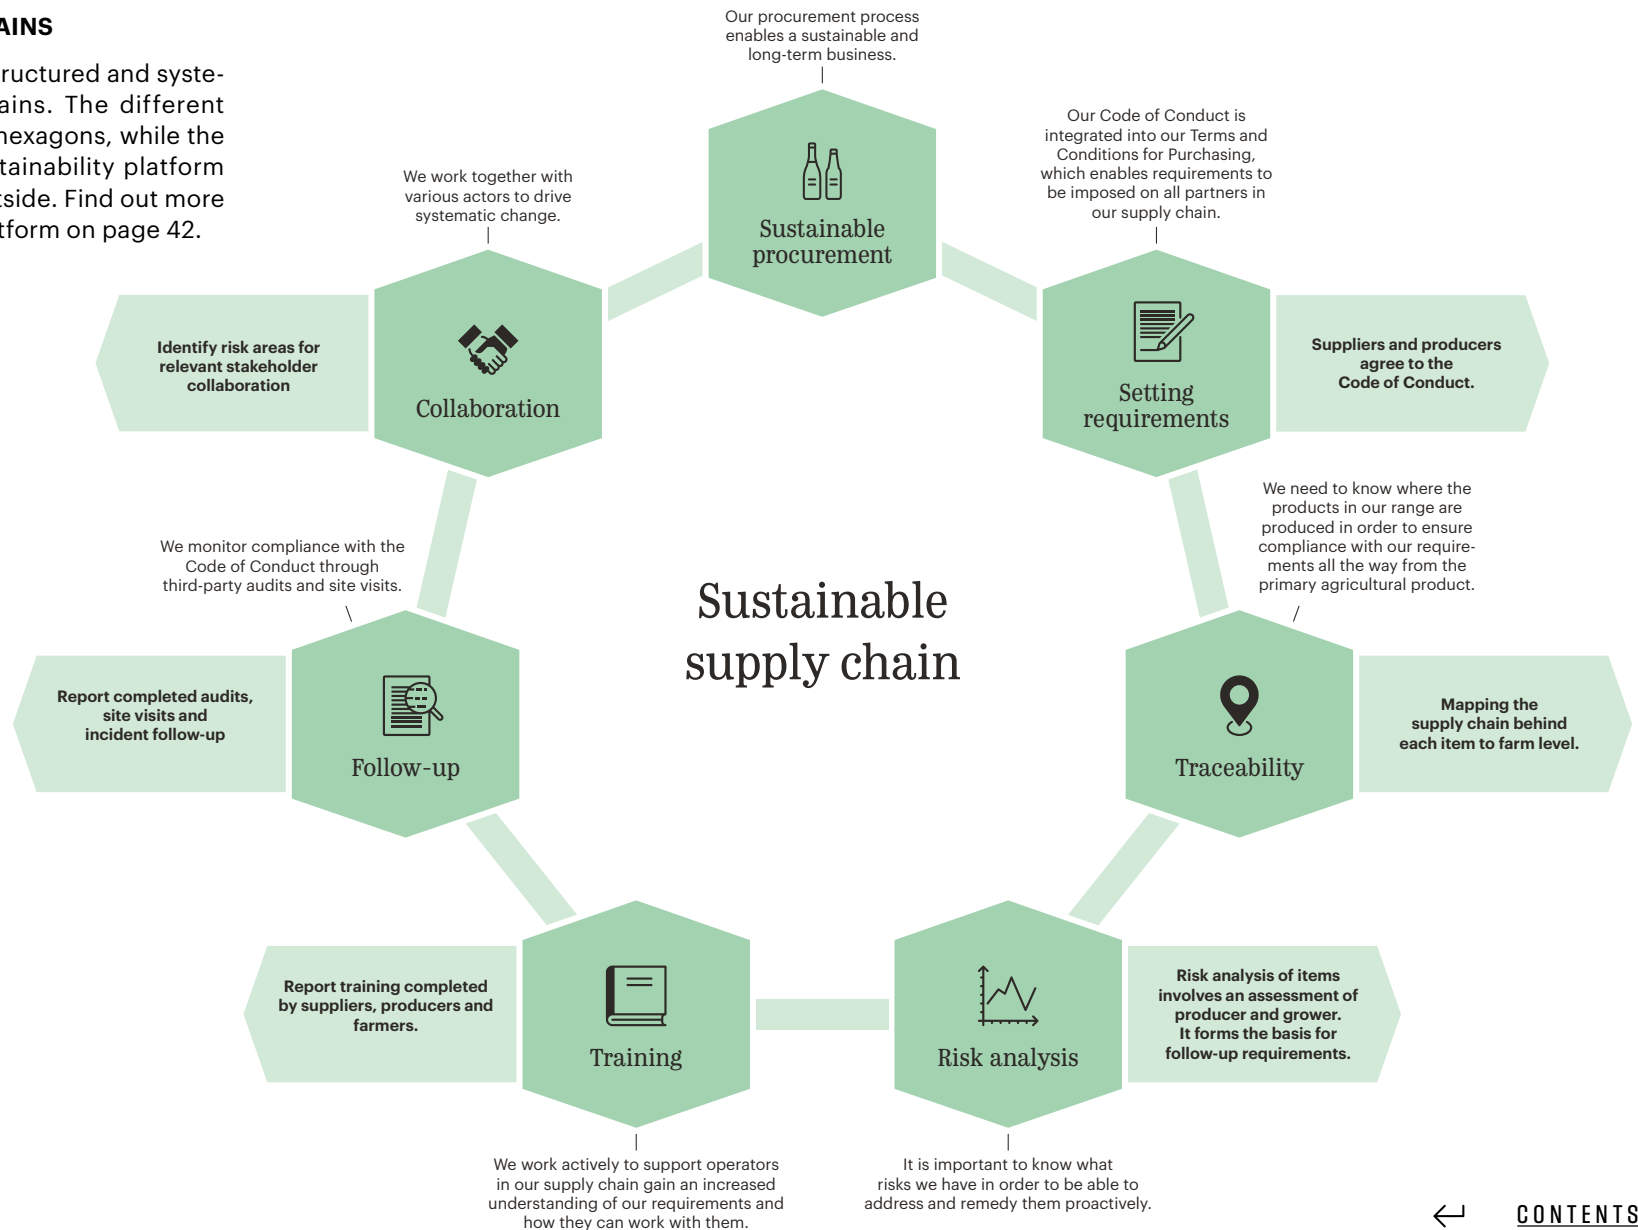 AINS
ructured and syste-
ains. The different
hexagons, while the
stainability platform
tside. Find out more
tform on page 42.
Our procurement process
enables a sustainable and
long-term business.
Sustainable
procurement
Our Code of Conduct is
integrated into our Terms and
Conditions for Purchasing,
which enables requirements to
be imposed on all partners in
our supply chain.
Setting
requirements
Suppliers and producers
agree to the
Code of Conduct.
We need to know where the
products in our range are
produced in order to ensure
compliance with our require-
ments all the way from the
primary agricultural product.
Traceability
Mapping the
supply chain behind
each item to farm level.
Risk analysis
Risk analysis of items
involves an assessment of
producer and grower.
It forms the basis for
follow-up requirements.
It is important to know what
risks we have in order to be able to
address and remedy them proactively.
Training
Report training completed
by suppliers, producers and
farmers.
We work actively to support operators
in our supply chain gain an increased
understanding of our requirements and
how they can work with them.
We monitor compliance with the
Code of Conduct through
third-party audits and site visits.
Follow-up
Report completed audits,
site visits and
incident follow-up
We work together with
various actors to drive
systematic change.
Collaboration
Identify risk areas for
relevant stakeholder
collaboration
Sustainable
supply chain
CONTENTS